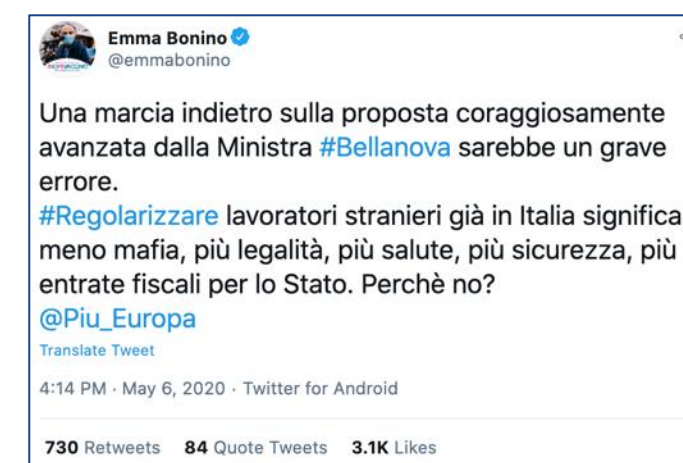 Emma Bonino
@emmabonino
Una marcia indietro sulla proposta coraggiosamente
avanzata dalla Ministra #Bellanova sarebbe un grave
errore.
#Regolarizzare lavoratori stranieri già in Italia significa
meno mafia, più legalità, più salute, più sicurezza, più
entrate fiscali per lo Stato. Perchè no?
@Piu_Europa
Translate Tweet
4:14 PM · May 6, 2020 · Twitter for Android
730 Retweets 84 Quote Tweets 3.1K Likes